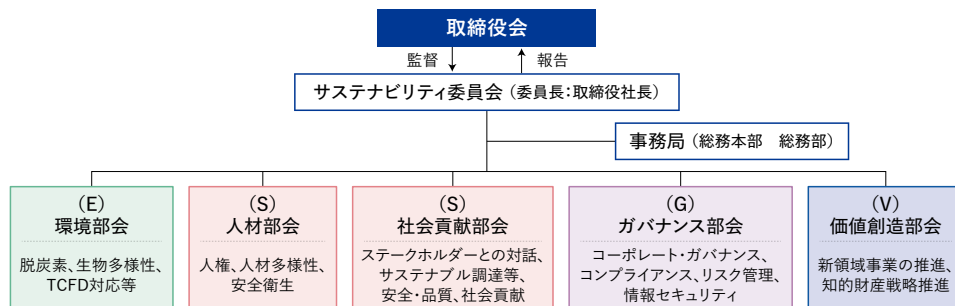 取締役会
監督
報告
サステナビリティ委員会（委員長：取締役社長）
事務局（総務本部　総務部）
（E）
環境部会
脱炭素、生物多様性、
TCFD対応等
（S）
人材部会
人権、人材多様性、
安全衛生
（S）
社会貢献部会
ステークホルダーとの対話、
サステナブル調達等、
安全・品質、社会貢献
（G）
ガバナンス部会
コーポレート・ガバナンス、
コンプライアンス、リスク管理、
情報セキュリティ
（V）
価値創造部会
新領域事業の推進、
知的財産戦略推進